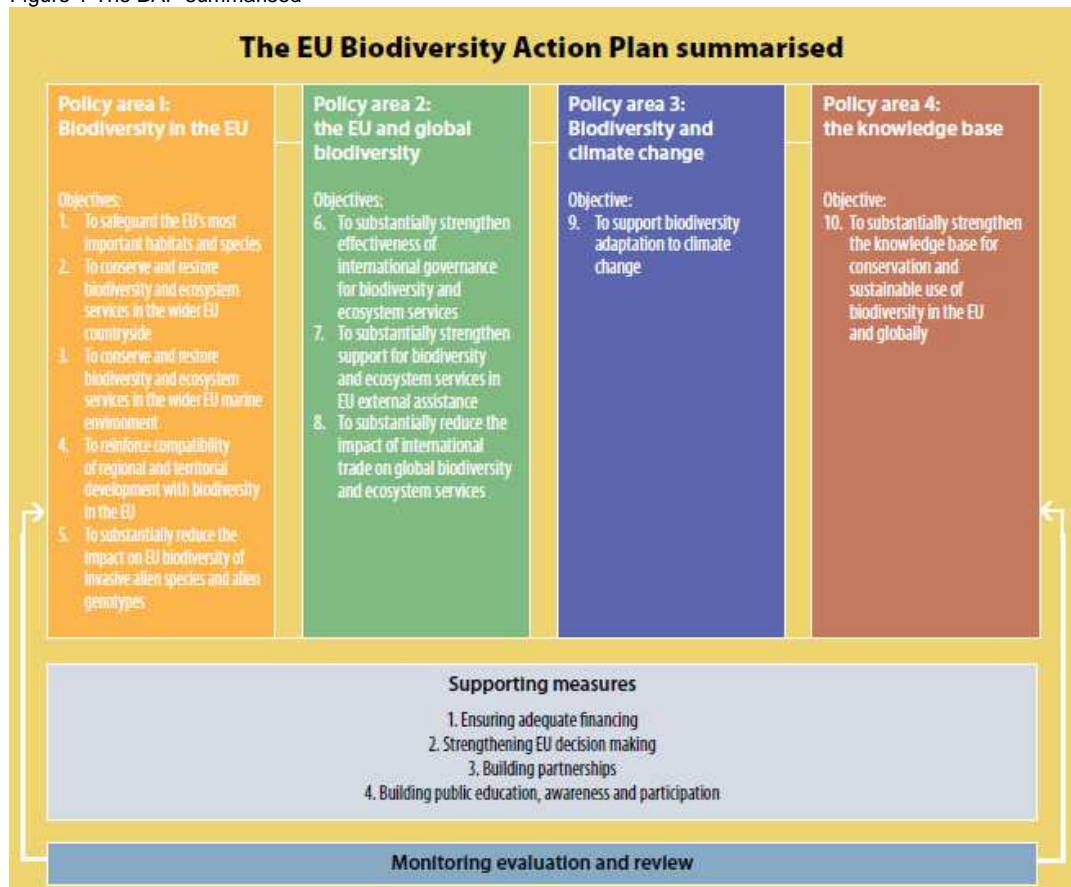 Figure 1 The BAP summarised
The EU Biodiversity Action Plan summarised
Policy area 1:
Biodiversity in the EU
Objectives:
1. To safeguard the EU's most
important habitats and species
2. To conserve and restore
biodiversity and ecosystem
services in the wider EU
countryside
3. To conserve and restore
biodiversity and ecosystem
services in the wider EU marine
environment
4. To reinforce compatibility
of regional and territorial
development with biodiversity
in the EU
5. To substantially reduce the
impact on EU biodiversity of
invasive alien species and alien
genotypes
Policy area 2:
the EU and global
biodiversity
Objectives:
6. To substantially strengthen
effectiveness of
international governance
for biodiversity and
ecosystem services
7. To substantially strengthen
support for biodiversity
and ecosystem services in
EU external assistance
8. To substantially reduce the
impact of international
trade on global biodiversity
and ecosystem services
Policy area 3:
Biodiversity and
climate change
Objective:
9. To support biodiversity
adaptation to climate
change
Policy area 4:
the knowledge base
Objective:
10. To substantially strengthen
the knowledge base for
conservation and
sustainable use of
biodiversity in the EU
and globally
Supporting measures
1. Ensuring adequate financing
2. Strengthening EU decision making
3. Building partnerships
4. Building public education, awareness and participation
Monitoring evaluation and review